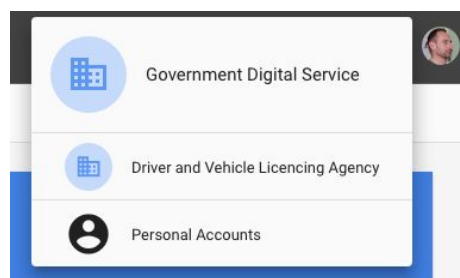 Government Digital Service
Driver and Vehicle Licencing Agency
Personal Accounts